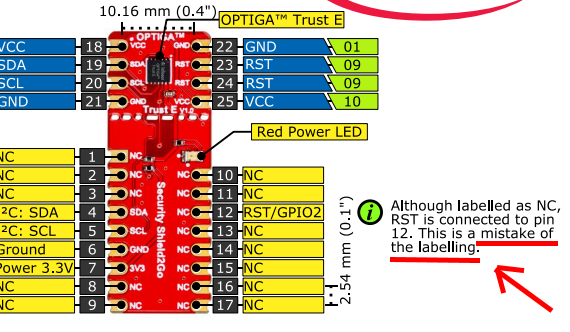 10.16 mm (0.4")
OPTIGA™ Trust E
OPTIGA™
VCC 18 VCC GND 22 GND 01
SDA 19 SDA RST 23 RST 09
SCL 20 SCL RST 24 RST 09
GND 21 GND VCC 25 VCC 10
Trust E V1.0
Red Power LED
NC 1 NC
NC 2 NC NC 10 NC
NC 3 NC NC 11 NC
I²C: SDA 4 SDA NC 12 RST/GPIO2
I²C: SCL 5 SCL NC 13 NC
Ground 6 GND NC 14 NC
Power 3.3V 7 3V3 NC 15 NC
NC 8 NC NC 16 NC
NC 9 NC NC 17 NC
Security Shield2Go
2.54 mm (0.1")
i
Although labelled as NC,
RST is connected to pin
12. This is a mistake of
the labelling.